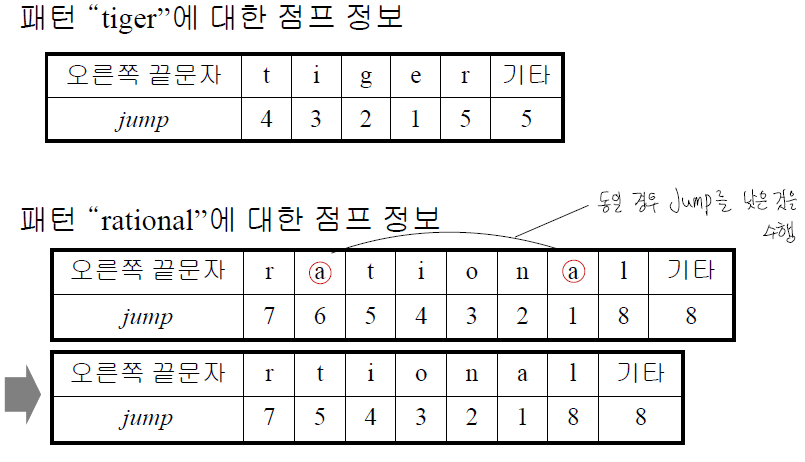 패턴 “tiger”에 대한 점프 정보
오른쪽 끝문자 t i g e r 기타
jump 4 3 2 1 5 5
동일 경우 Jump를 낮은 것을
수행
패턴 “rational”에 대한 점프 정보
오른쪽 끝문자 r a t i o n a l 기타
jump 7 6 5 4 3 2 1 8 8
오른쪽 끝문자 r t i o n a l 기타
jump 7 5 4 3 2 1 8 8